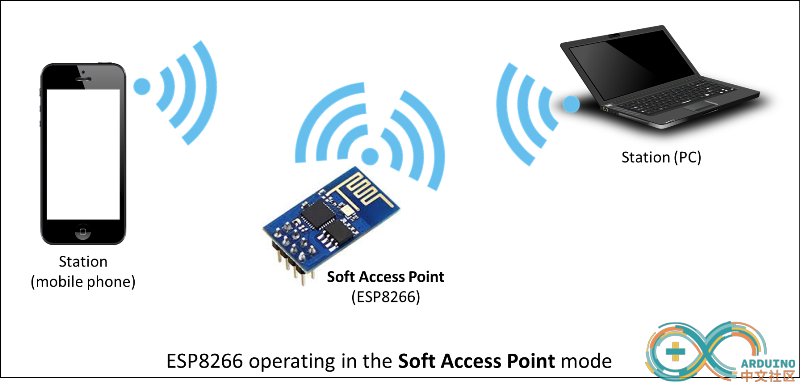 Station
(mobile phone)
Soft Access Point
(ESP8266)
Station (PC)
ESP8266 operating in the Soft Access Point mode
ARDUINO
中文社区